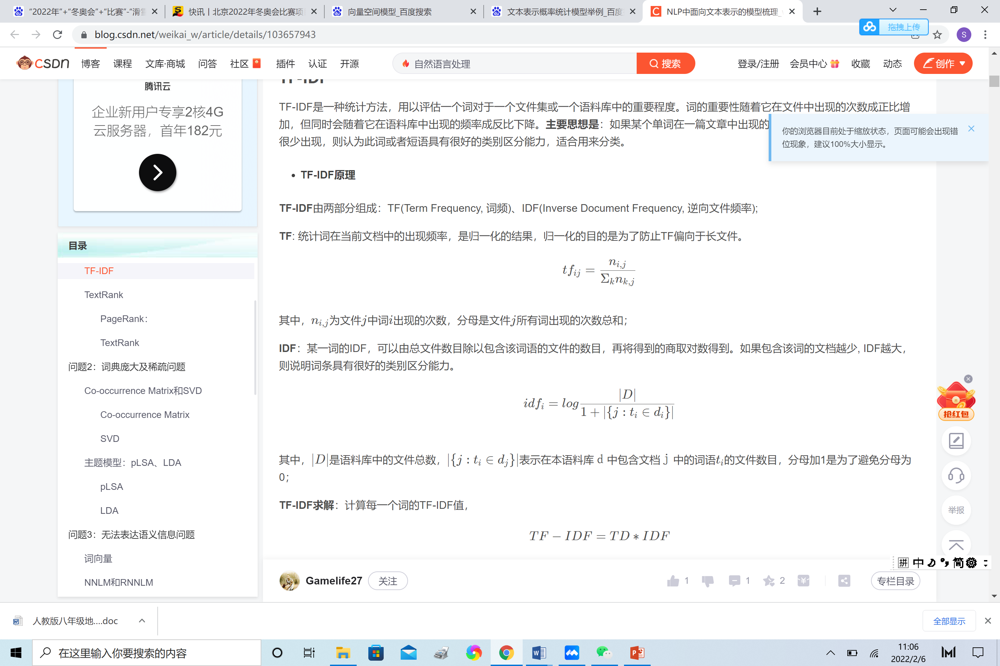 “2022年”+“冬奥会”+“比赛”-“滑雪
快讯丨北京2022年冬奥会比赛项目
向量空间模型_百度搜索
文本表示概率统计模型举例_百度搜
NLP中面向文本表示的模型梳理_w
blog.csdn.net/weikai_w/article/details/103657943
拖拽上传
S
CSDN 博客 课程 文库·商城 问答 社区 插件 认证 开源
自然语言处理
搜索
登录/注册 会员中心 收藏 动态 创作
腾讯云
企业新用户专享2核4G
云服务器，首年182元
目录
TF-IDF
TextRank
PageRank：
TextRank
问题2：词典庞大及稀疏问题
Co-occurrence Matrix和SVD
Co-occurrence Matrix
SVD
主题模型：pLSA、LDA
pLSA
LDA
问题3：无法表达语义信息问题
词向量
NNLM和RNNLM
TF-IDF
TF-IDF是一种统计方法，用以评估一个词对于一个文件集或一个语料库中的重要程度。词的重要性随着它在文件中出现的次数成正比增
加，但同时会随着它在语料库中出现的频率成反比下降。主要思想是：如果某个单词在一篇文章中出现的
很少出现，则认为此词或者短语具有很好的类别区分能力，适合用来分类。
你的浏览器目前处于缩放状态，页面可能会出现错
位现象，建议100%大小显示。
• TF-IDF原理
TF-IDF由两部分组成：TF(Term Frequency, 词频)、IDF(Inverse Document Frequency, 逆向文件频率);
TF: 统计词在当前文档中的出现频率，是归一化的结果，归一化的目的是为了防止TF偏向于长文件。
tf_{ij} = \frac{n_{i,j}}{Σ_k n_{k,j}}
其中，n_{i,j}为文件j中词i出现的次数，分母是文件j所有词出现的次数总和；
IDF：某一词的IDF，可以由总文件数目除以包含该词语的文件的数目，再将得到的商取对数得到。如果包含该词的文档越少, IDF越大，
则说明词条具有很好的类别区分能力。
idf_i = log \frac{|D|}{1 + |\{j : t_i ∈ d_i\}|}
其中，|D|是语料库中的文件总数，|{j : t_i ∈ d_j}|表示在本语料库 d 中包含文档 j 中的词语t_i的文件数目，分母加1是为了避免分母为
0；
TF-IDF求解：计算每一个词的TF-IDF值，
TF − IDF = TD ∗ IDF
抢红包
举报
拼 中 简
Gamelife27 关注
1 1 2 专栏目录
人教版八年级地....doc
全部显示
在这里输入你要搜索的内容
11:06
2022/2/6